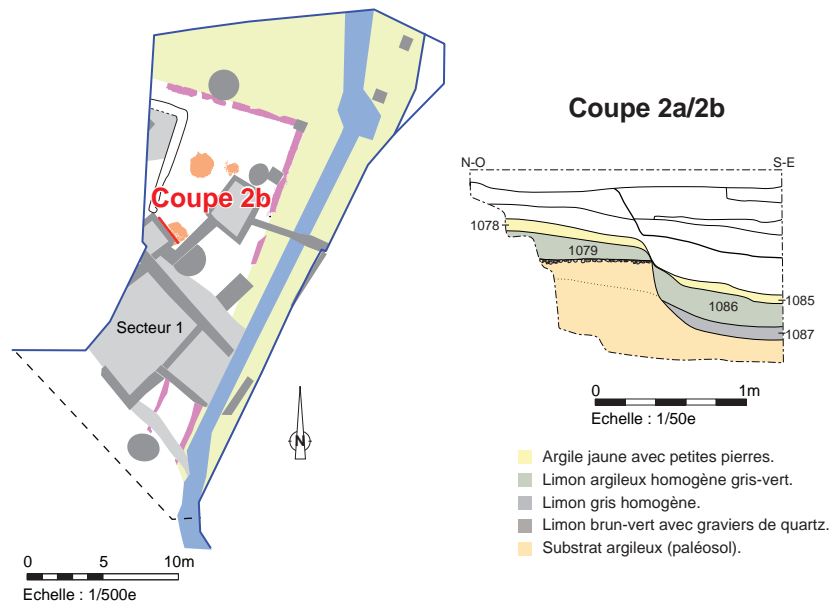 Coupe 2b
Secteur 1
N
0 5 10m
Echelle : 1/500e
Coupe 2a/2b
N-O S-E
1078
1079
1085
1086
1087
0 1m
Echelle : 1/50e
Argile jaune avec petites pierres.
Limon argileux homogène gris-vert.
Limon gris homogène.
Limon brun-vert avec graviers de quartz.
Substrat argileux (paléosol).